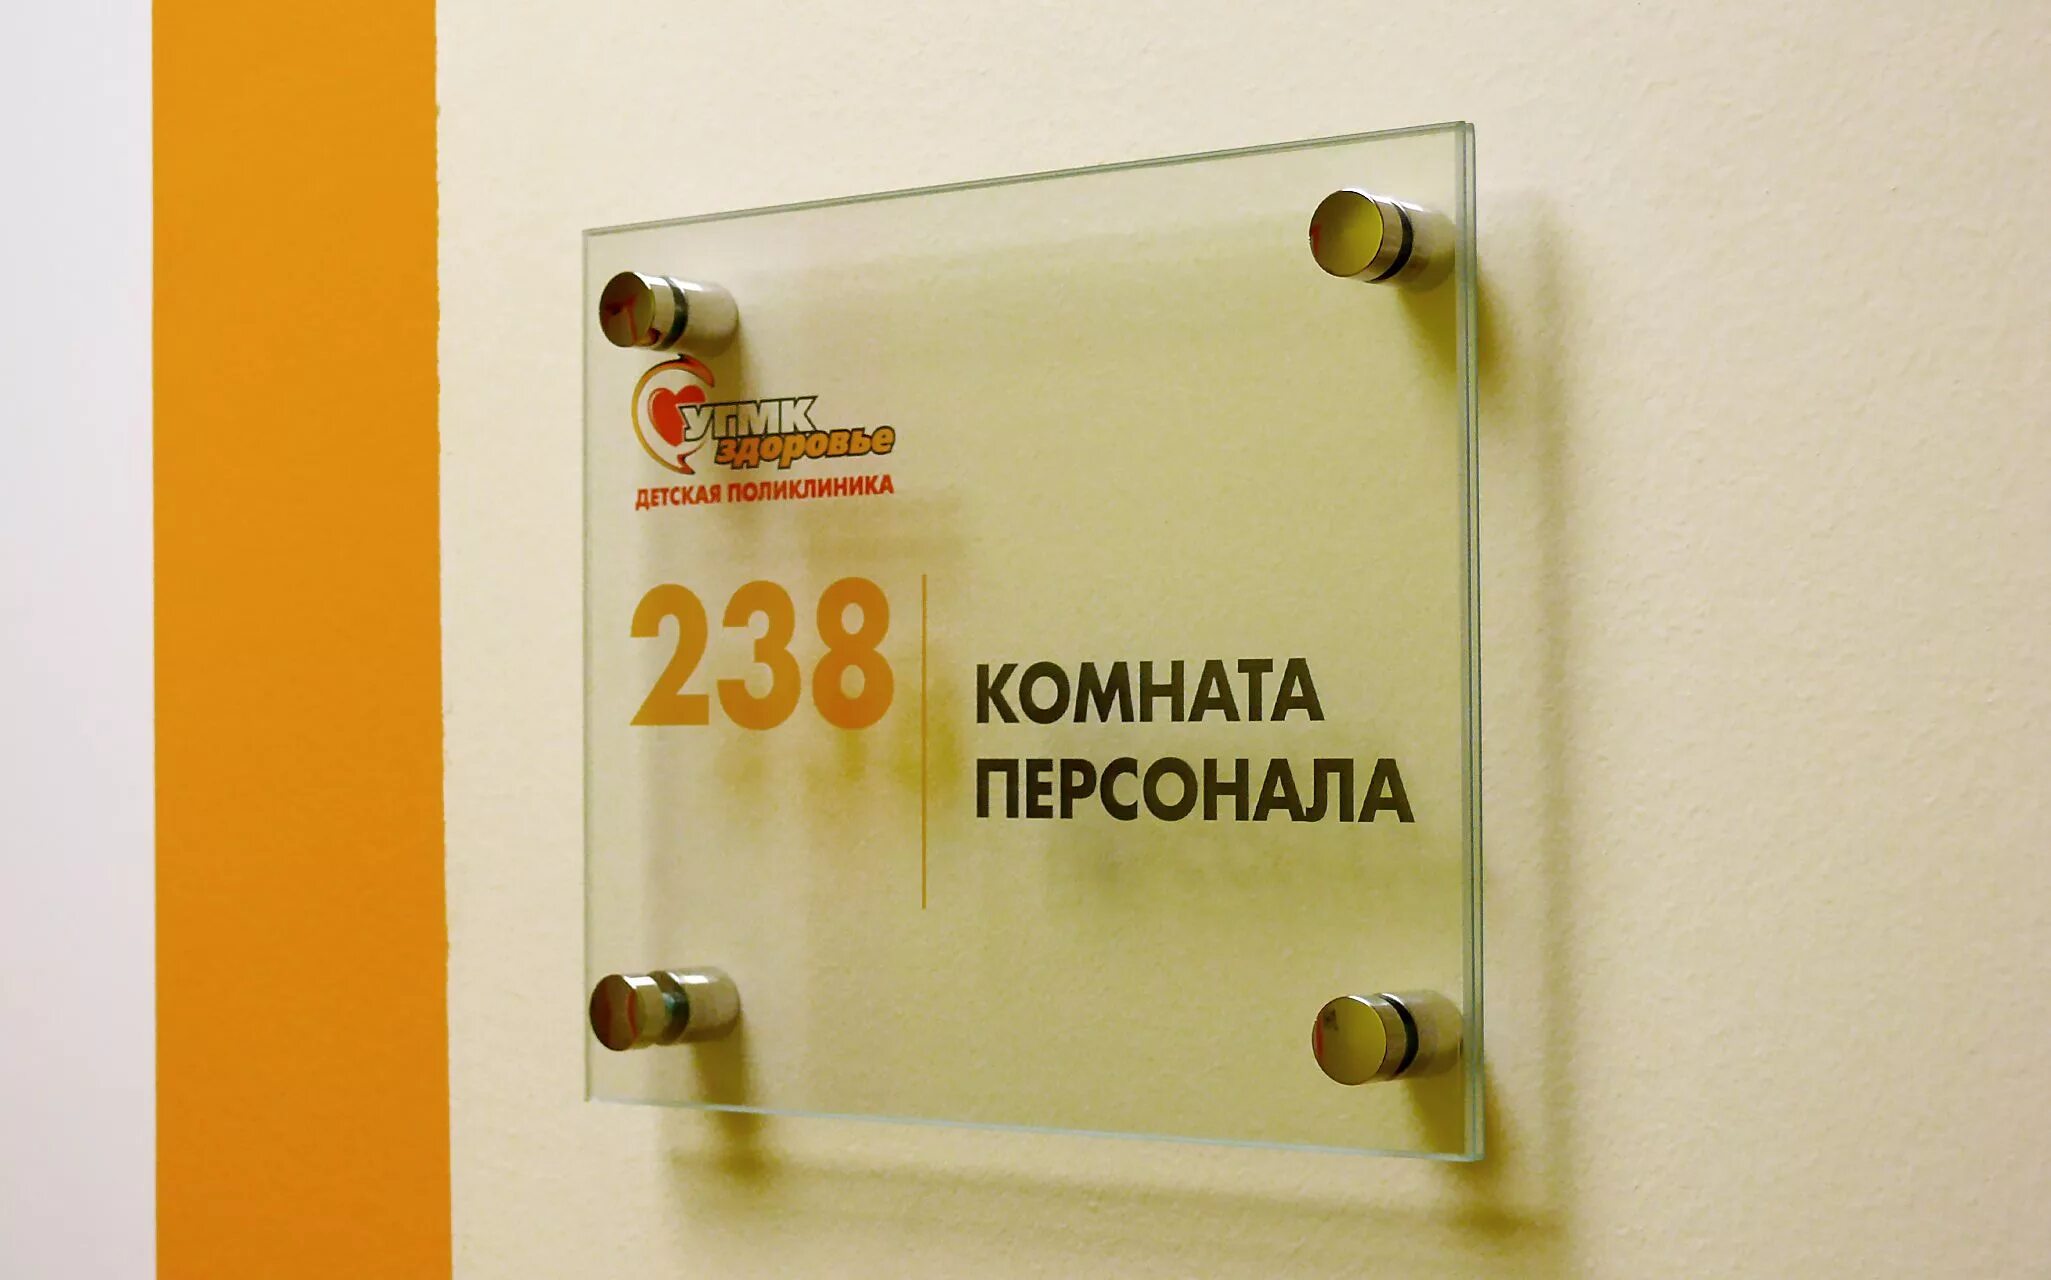 УГМК
здоровье
ДЕТСКАЯ ПОЛИКЛИНИКА
238
КОМНАТА
ПЕРСОНАЛА